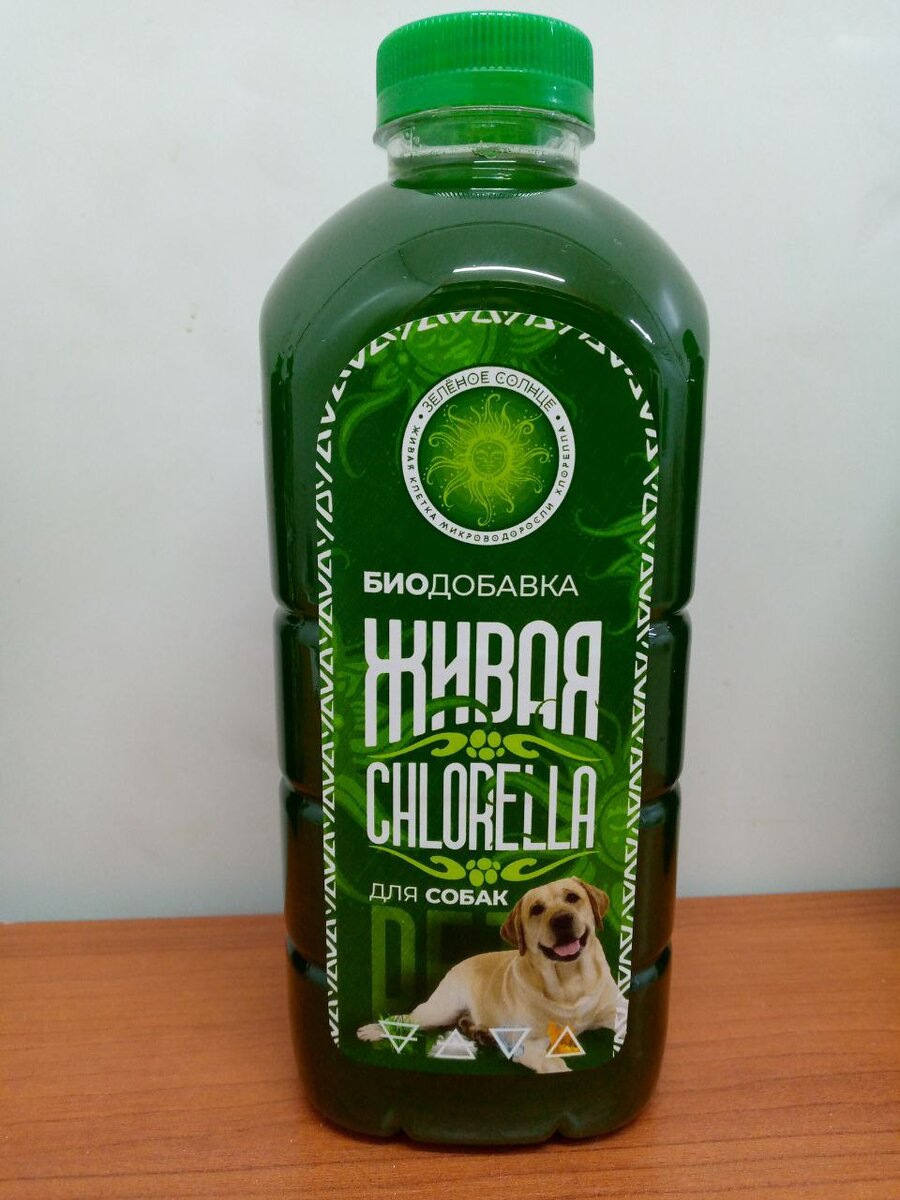 ЗЕЛЁНОЕ СОЛНЦЕ
ЖИВАЯ КЛЕТКА МИКРОВОДОРОСЛИ ХЛОРЕЛЛА
БИОДОБАВКА
ЖИВАЯ
CHLORELLA
ДЛЯ СОБАК